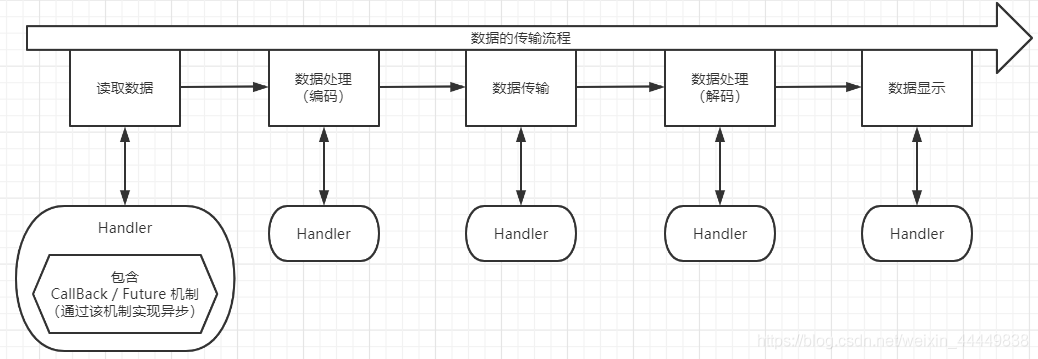 数据的传输流程
读取数据
数据处理
（编码）
数据传输
数据处理
（解码）
数据显示
Handler
Handler
Handler
Handler
Handler
包含
CallBack / Future 机制
（通过该机制实现异步）
https://blog.csdn.net/weixin_44449838